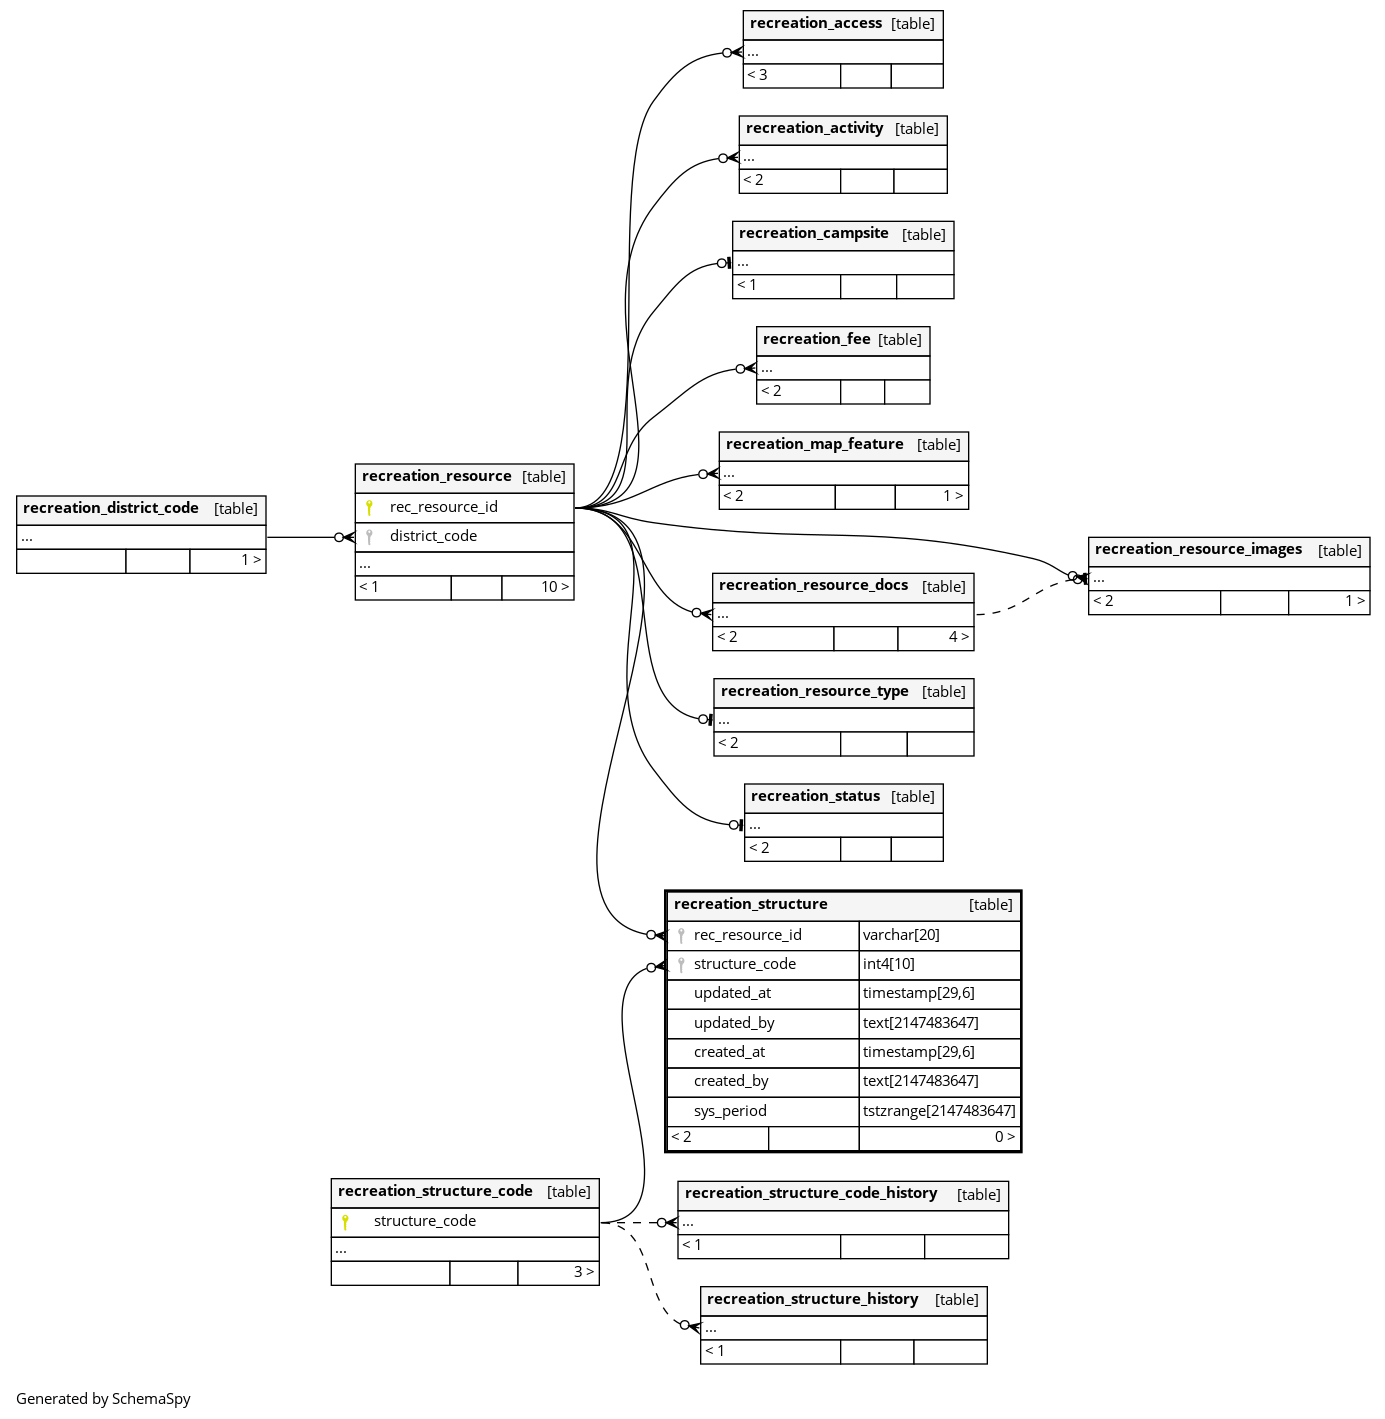 recreation_access [table]
...
< 3
recreation_activity [table]
...
< 2
recreation_campsite [table]
...
< 1
recreation_fee [table]
...
< 2
recreation_map_feature [table]
...
< 2 1 >
recreation_resource [table]
rec_resource_id
district_code
...
< 1 10 >
recreation_district_code [table]
...
1 >
recreation_resource_images [table]
...
< 2 1 >
recreation_resource_docs [table]
...
< 2 4 >
recreation_resource_type [table]
...
< 2
recreation_status [table]
...
< 2
recreation_structure [table]
rec_resource_id varchar[20]
structure_code int4[10]
updated_at timestamp[29,6]
updated_by text[2147483647]
created_at timestamp[29,6]
created_by text[2147483647]
sys_period tstzrange[2147483647]
< 2 0 >
recreation_structure_code [table]
structure_code
...
3 >
recreation_structure_code_history [table]
...
< 1
recreation_structure_history [table]
...
< 1
Generated by SchemaSpy